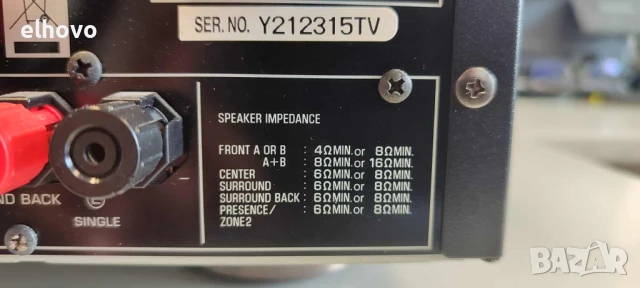 elhovo
SER. NO. Y212315TV
SPEAKER IMPEDANCE
FRONT A OR B : 4ΩMIN. or 8ΩMIN.
A+B : 8ΩMIN. or 16ΩMIN.
CENTER : 6ΩMIN. or 8ΩMIN.
SURROUND : 6ΩMIN. or 8ΩMIN.
SURROUND BACK : 6ΩMIN. or 8ΩMIN.
PRESENCE/ : 6ΩMIN. or 8ΩMIN.
ZONE2
ND BACK
SINGLE
–
BAZAR